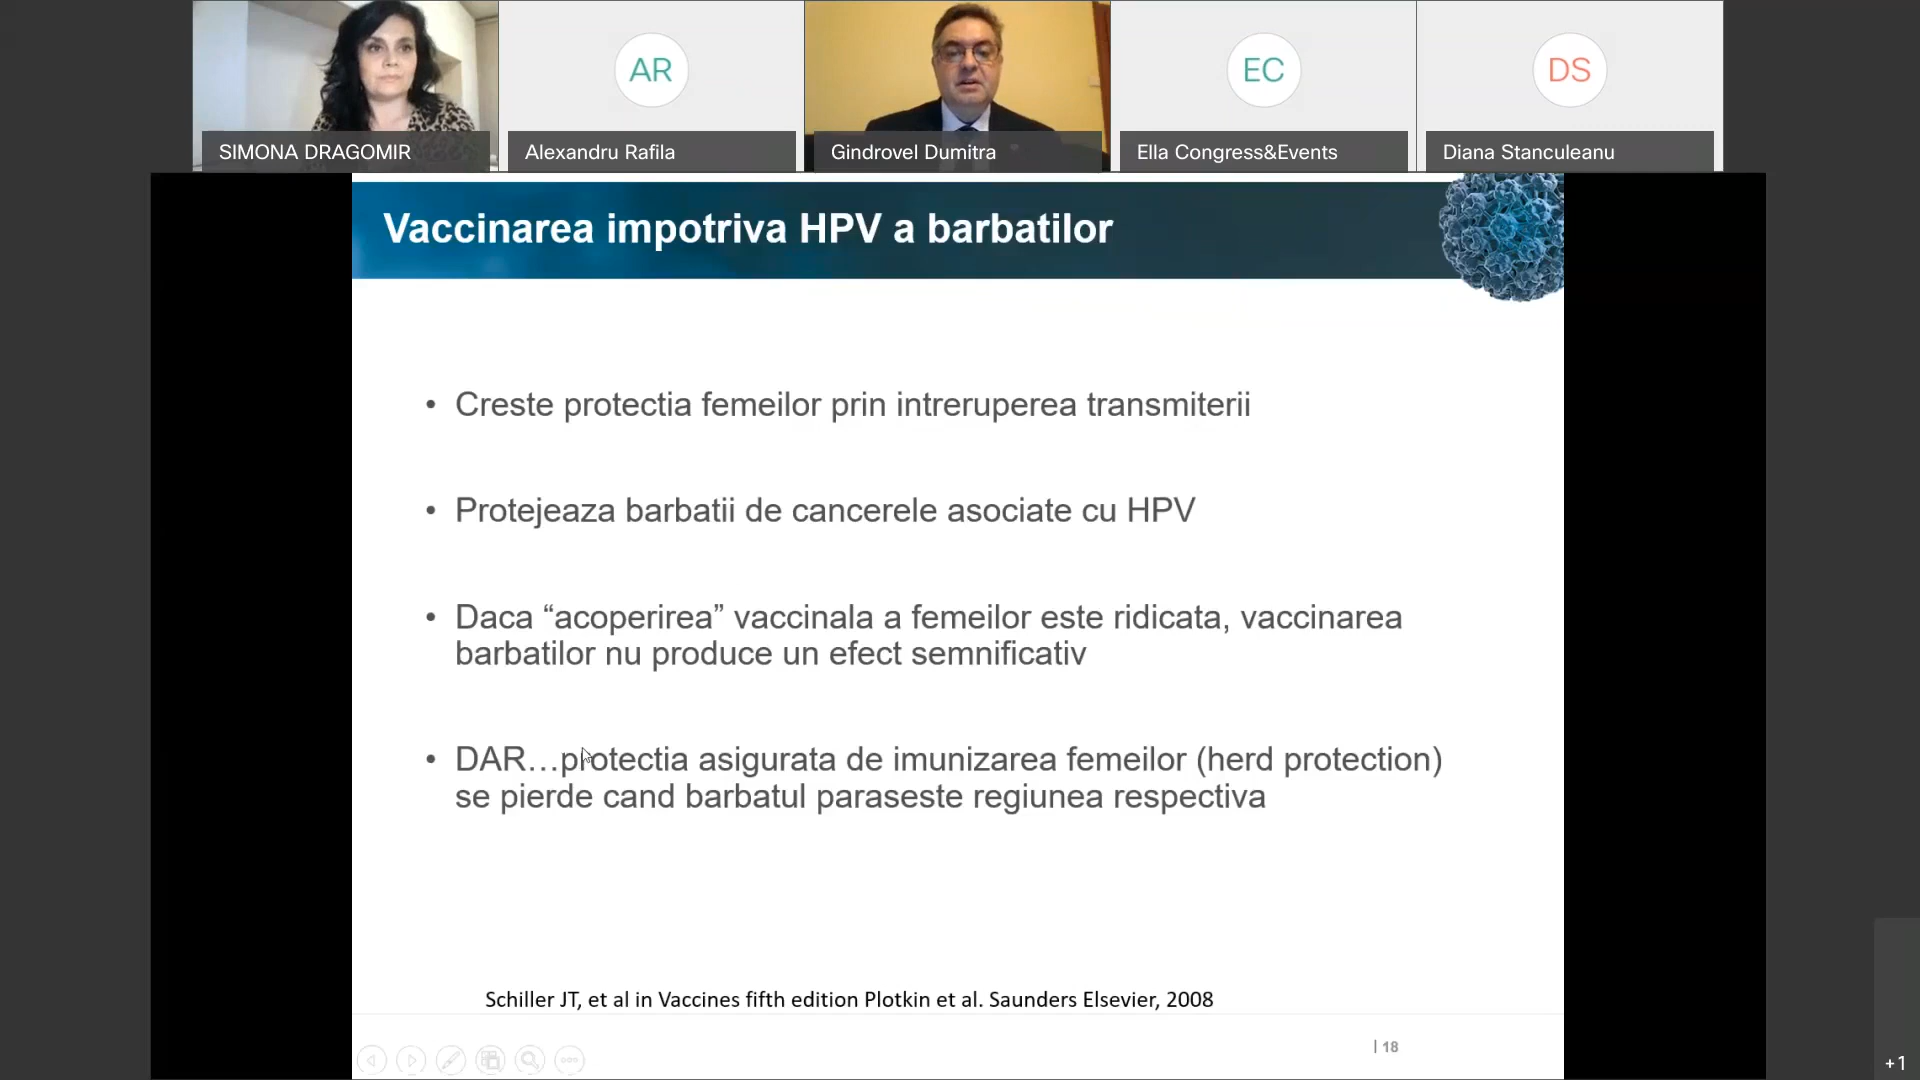 AR
EC
DS
SIMONA DRAGOMIR
Alexandru Rafila
Gindrovel Dumitra
Ella Congress&Events
Diana Stanculeanu
Vaccinarea impotriva HPV a barbatilor
• Creste protectia femeilor prin intreruperea transmiterii
• Protejeaza barbatii de cancerele asociate cu HPV
• Daca “acoperirea” vaccinala a femeilor este ridicata, vaccinarea
barbatilor nu produce un efect semnificativ
• DAR…protectia asigurata de imunizarea femeilor (herd protection)
se pierde cand barbatul paraseste regiunea respectiva
Schiller JT, et al in Vaccines fifth edition Plotkin et al. Saunders Elsevier, 2008
| 18
+1